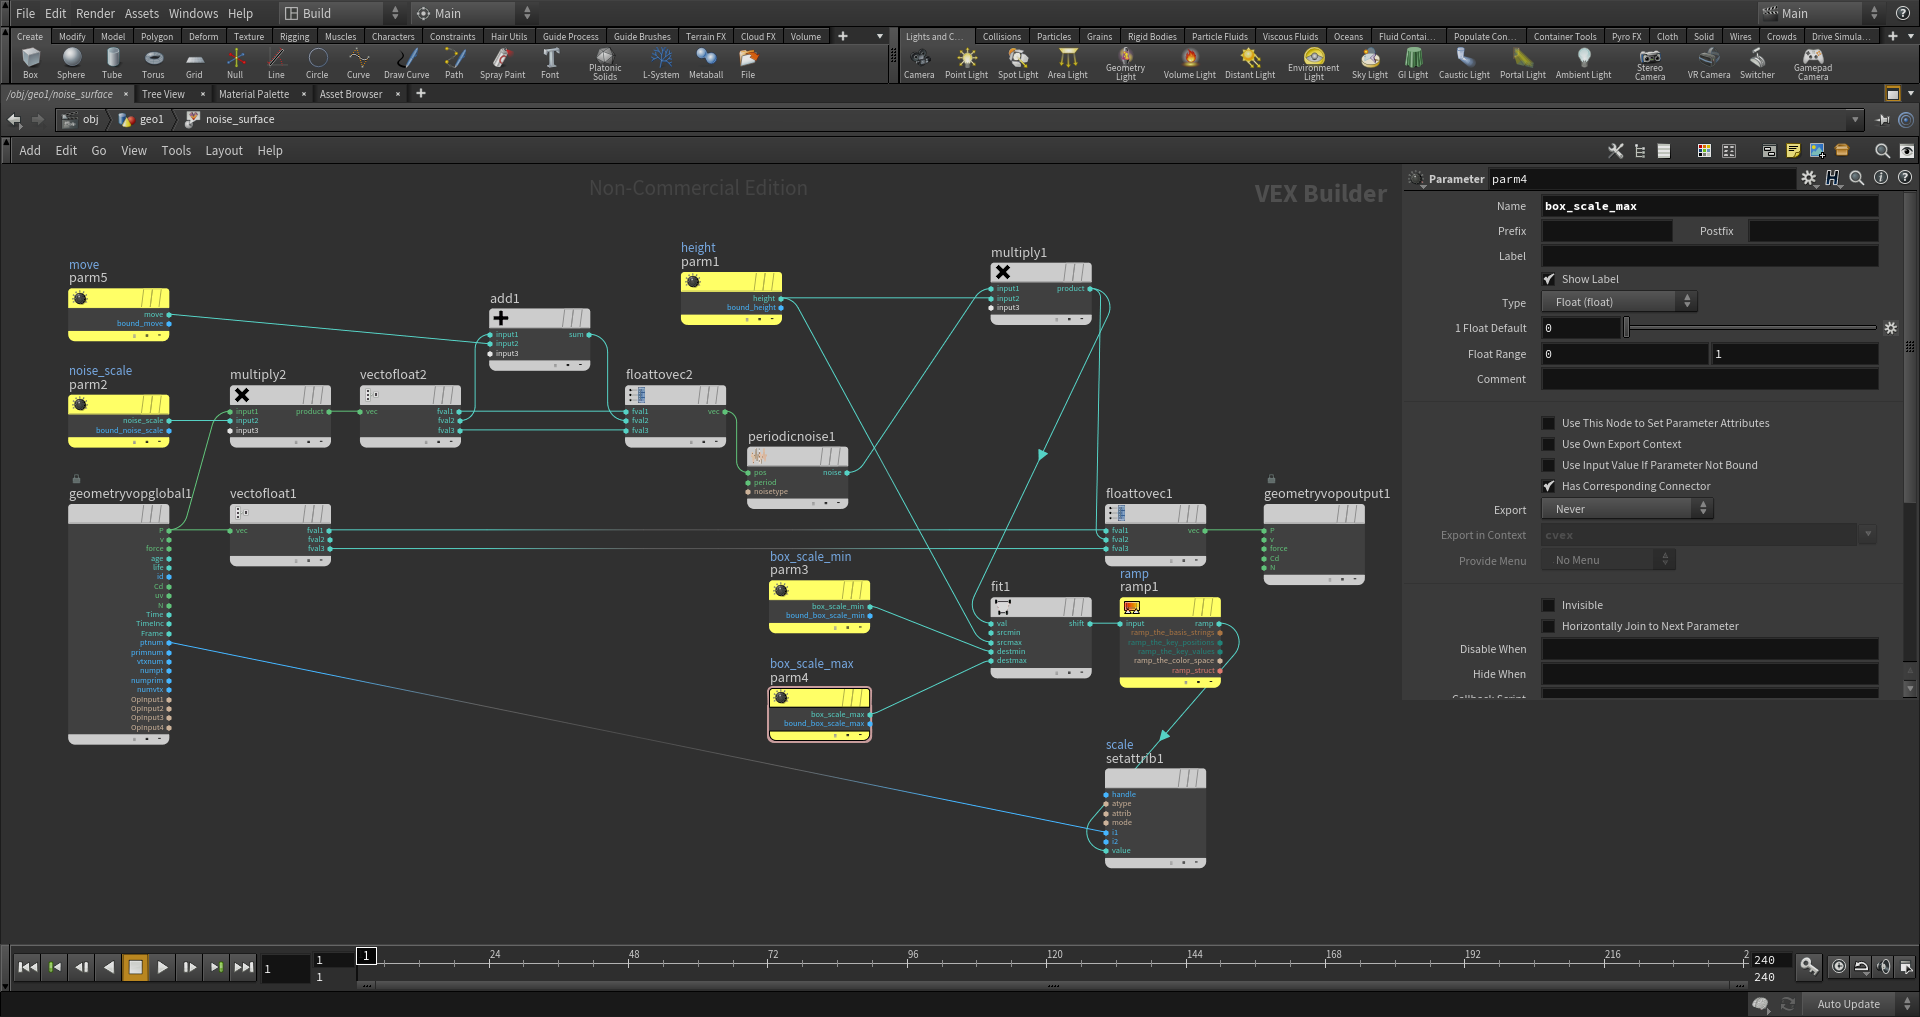 File Edit Render Assets Windows Help Build Main Main
Create Modify Model Polygon Deform Texture Rigging Muscles Characters Constraints Hair Utils Guide Process Guide Brushes Terrain FX Cloud FX Volume
Lights and C... Collisions Particles Grains Rigid Bodies Particle Fluids Viscous Fluids Oceans Fluid Contai... Populate Con... Container Tools Pyro FX Cloth Solid Wires Crowds Drive Simula...
Box Sphere Tube Torus Grid Null Line Circle Curve Draw Curve Path Spray Paint Font Platonic Solids L-System Metaball File
Camera Point Light Spot Light Area Light Geometry Light Volume Light Distant Light Environment Light Sky Light GI Light Caustic Light Portal Light Ambient Light Stereo Camera VR Camera Switcher Gamepad Camera
/obj/geo1/noise_surface × Tree View × Material Palette × Asset Browser ×
obj geo1 noise_surface
Add Edit Go View Tools Layout Help
Non-Commercial Edition
VEX Builder
move
parm5
move
bound_move
noise_scale
parm2
noise_scale
bound_noise_scale
geometryvopglobal1
P
v
force
age
life
id
Cd
uv
N
Time
TimeInc
Frame
ptnum
primnum
vtxnum
numpt
numprim
numvtx
OpInput1
OpInput2
OpInput3
OpInput4
multiply2
input1 product
input2
input3
vectofloat2
vec fval1
fval2
fval3
vectofloat1
vec fval1
fval2
fval3
add1
input1 sum
input2
input3
floattovec2
fval1 vec
fval2
fval3
height
parm1
height
bound_height
periodicnoise1
pos noise
period
noisetype
box_scale_min
parm3
box_scale_min
bound_box_scale_min
box_scale_max
parm4
box_scale_max
bound_box_scale_max
multiply1
input1 product
input2
input3
fit1
val shift
srcmin
srcmax
destmin
destmax
floattovec1
fval1 vec
fval2
fval3
ramp
ramp1
input ramp
ramp_the_basis_strings
ramp_the_key_positions
ramp_the_key_values
ramp_the_color_space
ramp_struct
scale
setattrib1
handle
atype
attrib
mode
i1
i2
value
geometryvopoutput1
P
v
force
Cd
N
Parameter parm4
Name box_scale_max
Prefix Postfix
Label
Show Label
Type Float (float)
1 Float Default 0
Float Range 0 1
Comment
Use This Node to Set Parameter Attributes
Use Own Export Context
Use Input Value If Parameter Not Bound
Has Corresponding Connector
Export Never
Export in Context cvex
Provide Menu No Menu
Invisible
Horizontally Join to Next Parameter
Disable When
Hide When
1 1 1 24 48 72 96 120 144 168 192 216 2 240
1 240
Auto Update